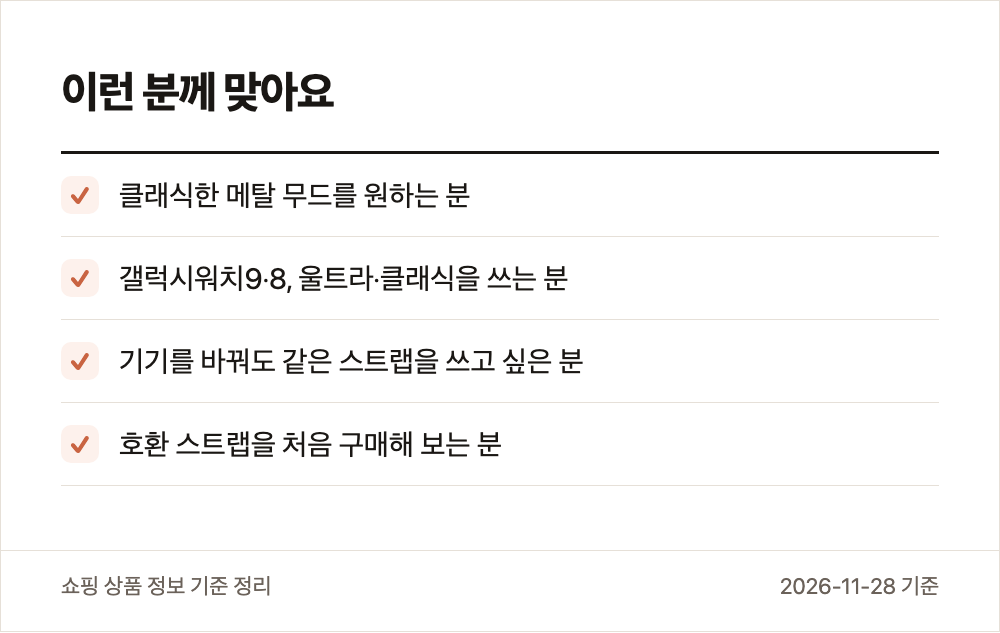 이런 분께 맞아요
클래식한 메탈 무드를 원하는 분
갤럭시워치9·8, 울트라·클래식을 쓰는 분
기기를 바꿔도 같은 스트랩을 쓰고 싶은 분
호환 스트랩을 처음 구매해 보는 분
쇼핑 상품 정보 기준 정리
2026-11-28 기준